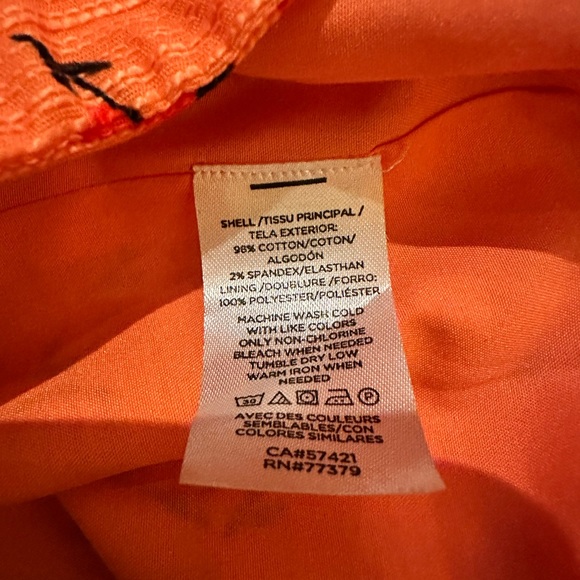 SHELL /TISSU PRINCIPAL /
TELA EXTERIOR:
98% COTTON/COTON/
ALGODÓN
2% SPANDEX/ELASTHAN
LINING /DOUBLURE /FORRO:
100% POLYESTER/POLIÉSTER
MACHINE WASH COLD
WITH LIKE COLORS
ONLY NON-CHLORINE
BLEACH WHEN NEEDED
TUMBLE DRY LOW
WARM IRON WHEN
NEEDED
30 P
AVEC DES COULEURS
SEMBLABLES/CON
COLORES SIMILARES
CA#57421
RN#77379